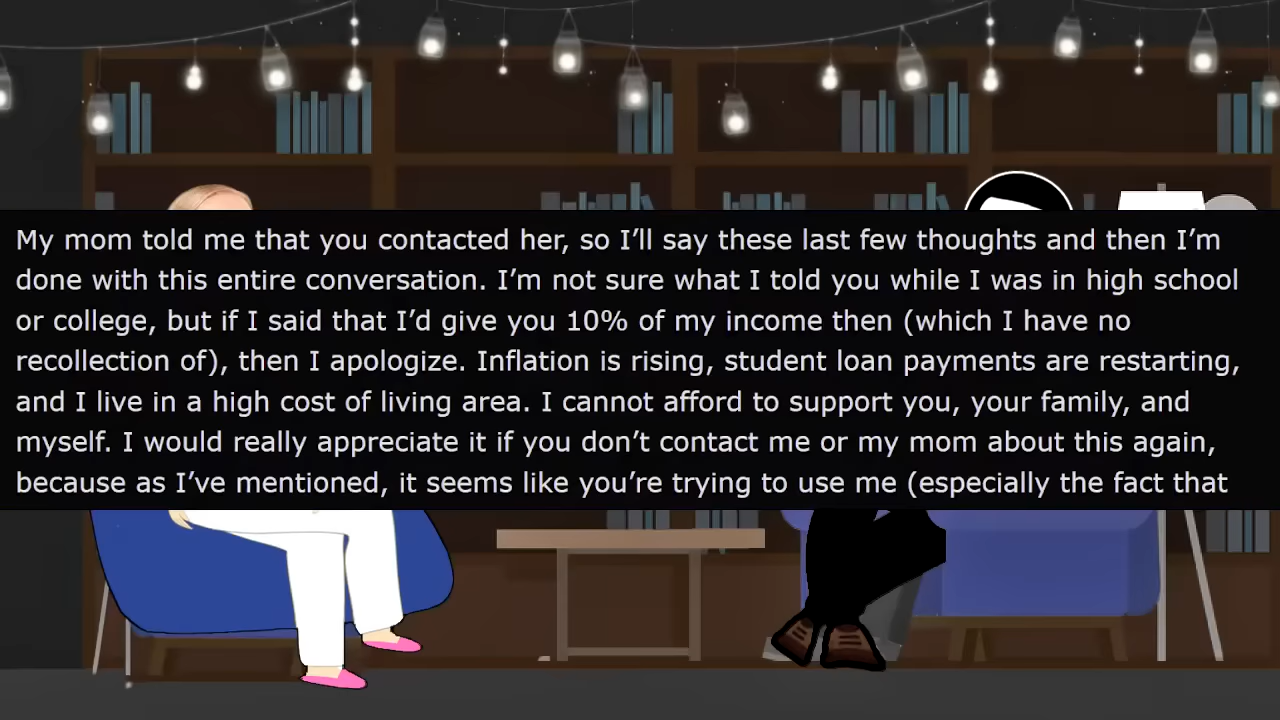 My mom told me that you contacted her, so I’ll say these last few thoughts and then I’m
done with this entire conversation. I’m not sure what I told you while I was in high school
or college, but if I said that I’d give you 10% of my income then (which I have no
recollection of), then I apologize. Inflation is rising, student loan payments are restarting,
and I live in a high cost of living area. I cannot afford to support you, your family, and
myself. I would really appreciate it if you don’t contact me or my mom about this again,
because as I’ve mentioned, it seems like you’re trying to use me (especially the fact that